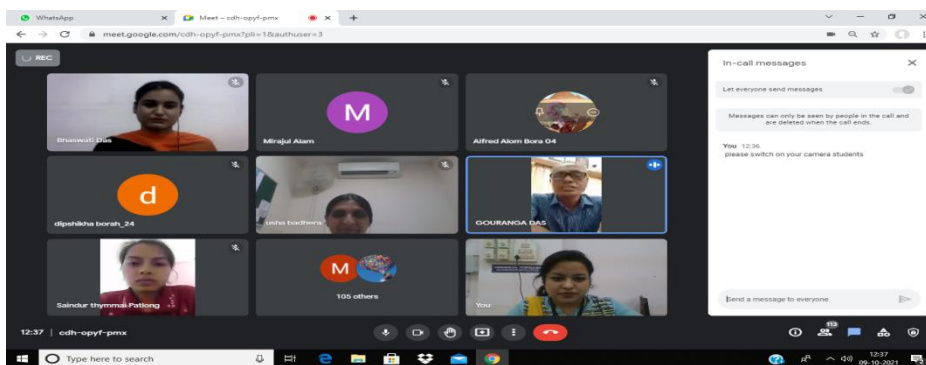 WhatsApp
Meet – cdh-opyf-pmx
meet.google.com/cdh-opyf-pmx?pli=1&authuser=3
REC
In-call messages
Let everyone send messages
Messages can only be seen by people in the call and
are deleted when the call ends.
You 12:36
please switch on your camera students
Bhaswati Das
M
Mirajul Alam
Alfred Alom Bora 04
d
dipshikha borah_24
usha badhera
GOURANGA DAS
Saindur thymmai Patlong
M
105 others
You
Send a message to everyone
12:37 | cdh-opyf-pmx
113
Type here to search
12:37
09-10-2021